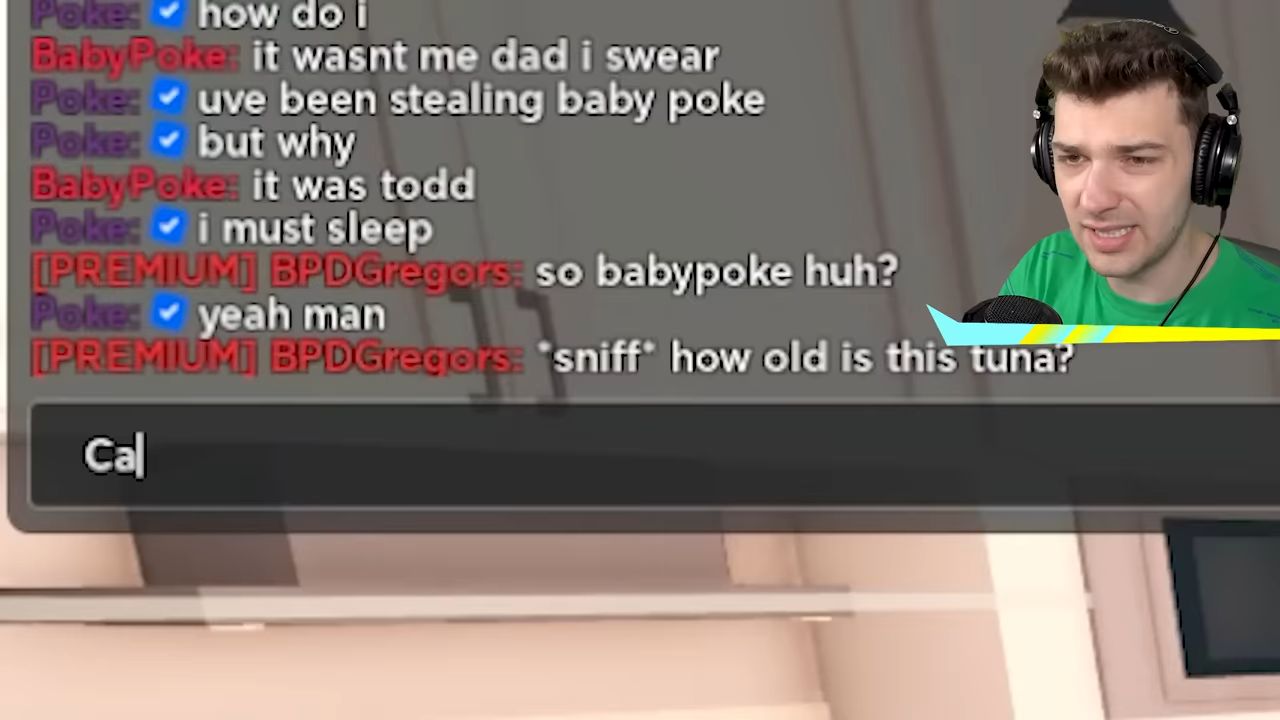 Poke: how do i
BabyPoke: it wasnt me dad i swear
Poke: uve been stealing baby poke
Poke: but why
BabyPoke: it was todd
Poke: i must sleep
[PREMIUM] BPDGregors: so babypoke huh?
Poke: yeah man
[PREMIUM] BPDGregors: *sniff* how old is this tuna?
Ca